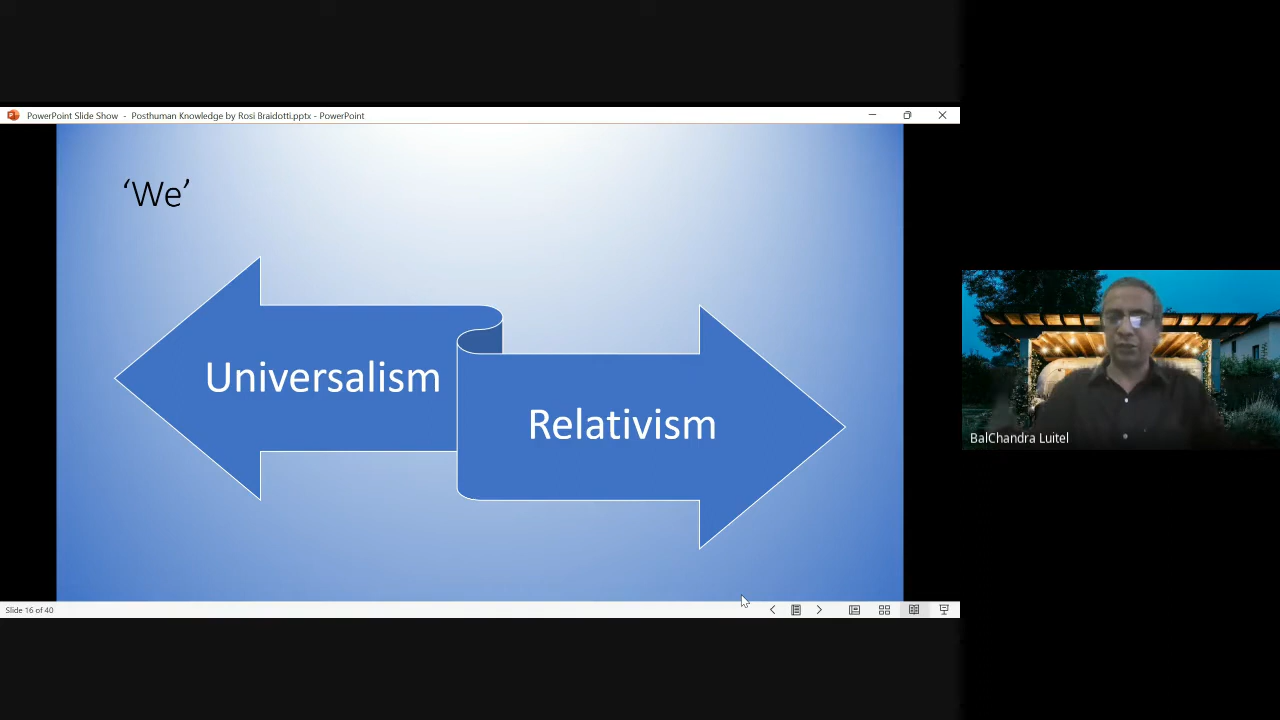 PowerPoint Slide Show - Posthuman Knowledge by Rosi Braidotti.pptx - PowerPoint
‘We’
Universalism
Relativism
BalChandra Luitel
Slide 16 of 40